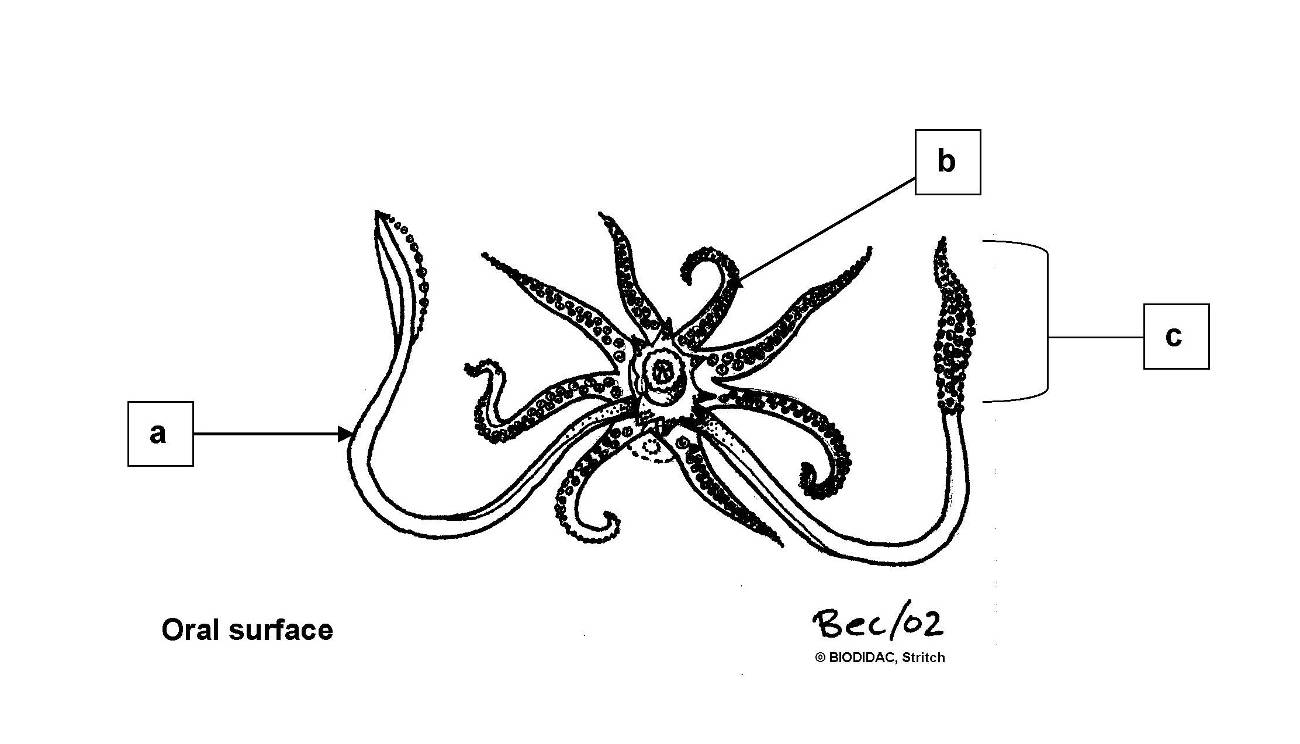 b
c
a
Oral surface
Bec/02
© BIODIDAC, Stritch